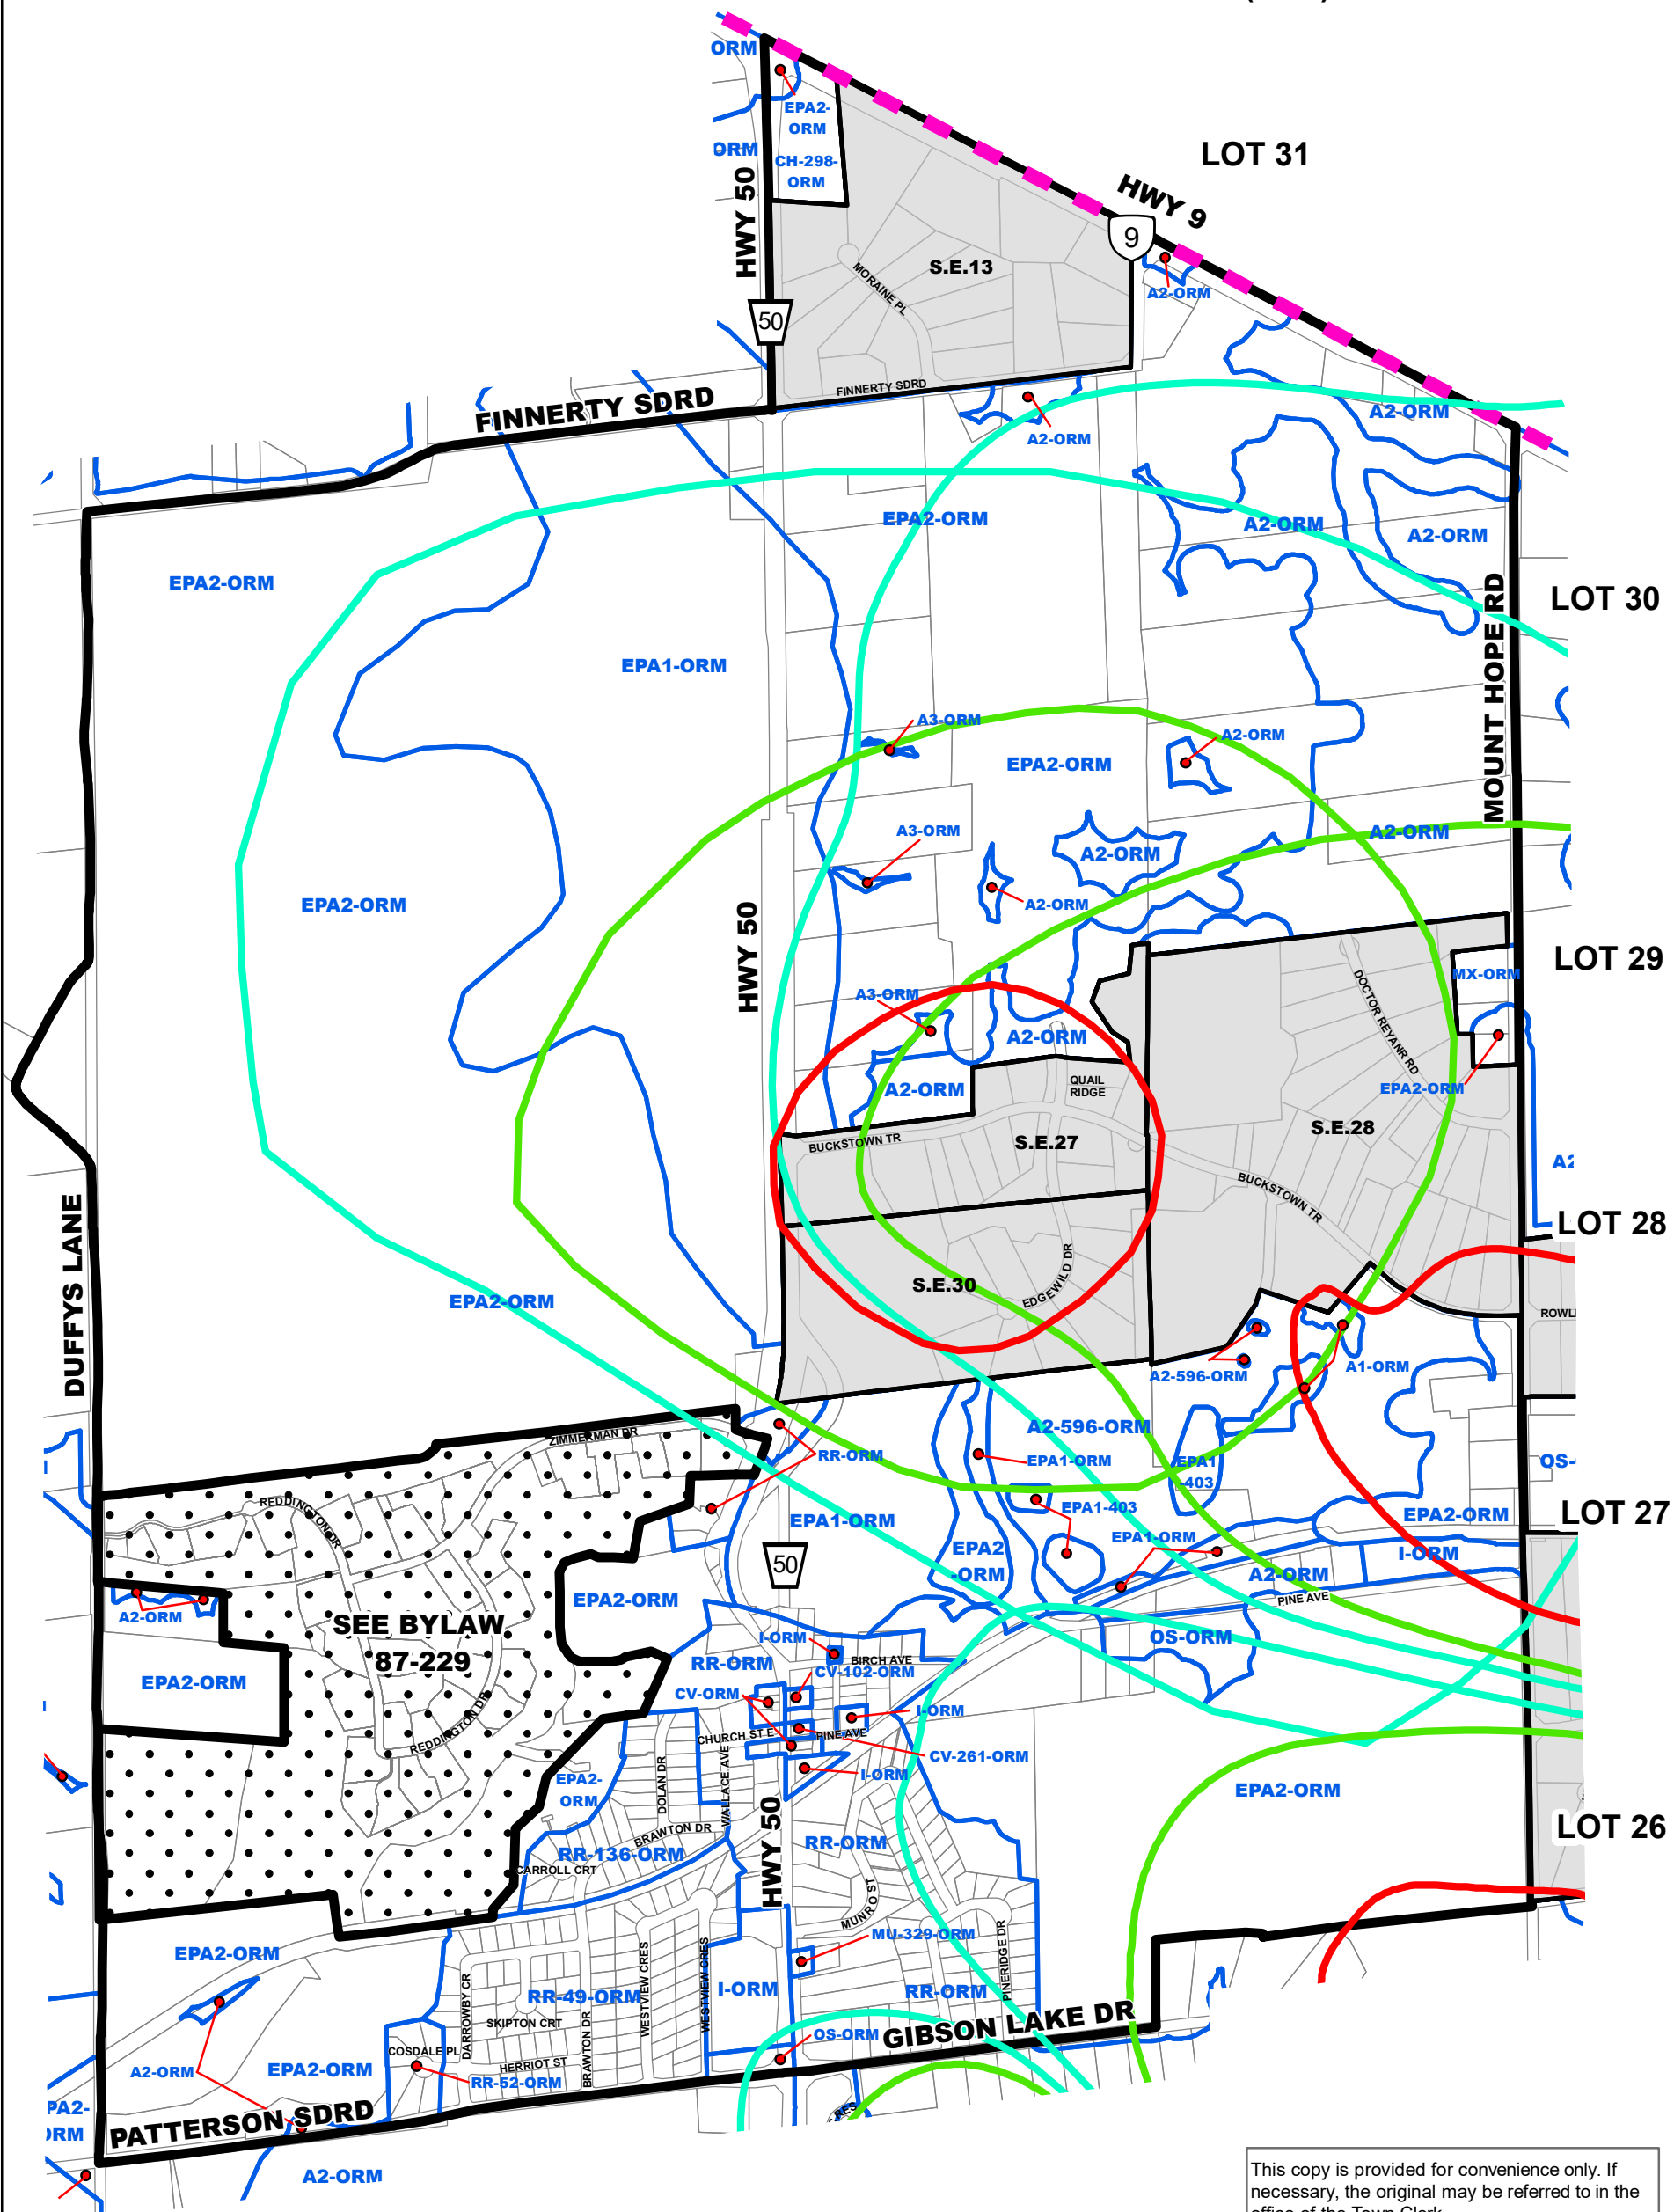 ORM
EPA2-
ORM
ORM
CH-298-
ORM
LOT 31
HWY 9
9
HWY 50
S.E.13
MORAINE PL
A2-ORM
50
FINNERTY SDRD
FINNERTY SDRD
A2-ORM
A2-ORM
EPA2-ORM
A2-ORM
A2-ORM
EPA2-ORM
LOT 30
MOUNT HOPE RD
EPA1-ORM
A3-ORM
A2-ORM
EPA2-ORM
A3-ORM
A2-ORM
A2-ORM
EPA2-ORM
A2-ORM
HWY 50
LOT 29
MX-ORM
DOCTOR REYANR RD
A3-ORM
A2-ORM
A2-ORM
QUAIL
RIDGE
EPA2-ORM
S.E.28
BUCKSTOWN TR
S.E.27
BUCKSTOWN TR
LOT 28
DUFFYS LANE
EDGEWILD DR
S.E.30
EPA2-ORM
A1-ORM
A2-596-ORM
A2-596-ORM
ZIMMERMAN DR
RR-ORM
EPA1-ORM
EPA1
-403
REDDINGTON DR
EPA1-403
EPA2-ORM
LOT 27
EPA1-ORM
EPA1-ORM
EPA2
-ORM
I-ORM
50
A2-ORM
PINE AVE
EPA2-ORM
A2-ORM
SEE BYLAW
87-229
I-ORM
OS-ORM
BIRCH AVE
RR-ORM
CV-102-ORM
EPA2-ORM
CV-ORM
I-ORM
REDDINGTON DR
CHURCH ST E
PINE AVE
CV-261-ORM
I-ORM
EPA2-
ORM
DOLAN DR
WALLACE AVE
EPA2-ORM
HWY 50
LOT 26
BRAWTON DR
RR-ORM
RR-136-ORM
CARROLL CRT
MUNRO ST
EPA2-ORM
MU-329-ORM
PINERIDGE DR
WESTVIEW CRES
WESTVIEW CRES
I-ORM
RR-ORM
RR-49-ORM
DARROWBY CR
SKIPTON CRT
BRAWTON DR
OS-ORM
GIBSON LAKE DR
COSDALE PL
HERRIOT ST
A2-ORM
EPA2-ORM
RR-52-ORM
PATTERSON SDRD
A2-ORM
This copy is provided for convenience only. If
necessary, the original may be referred to in the
office of the Town Clerk